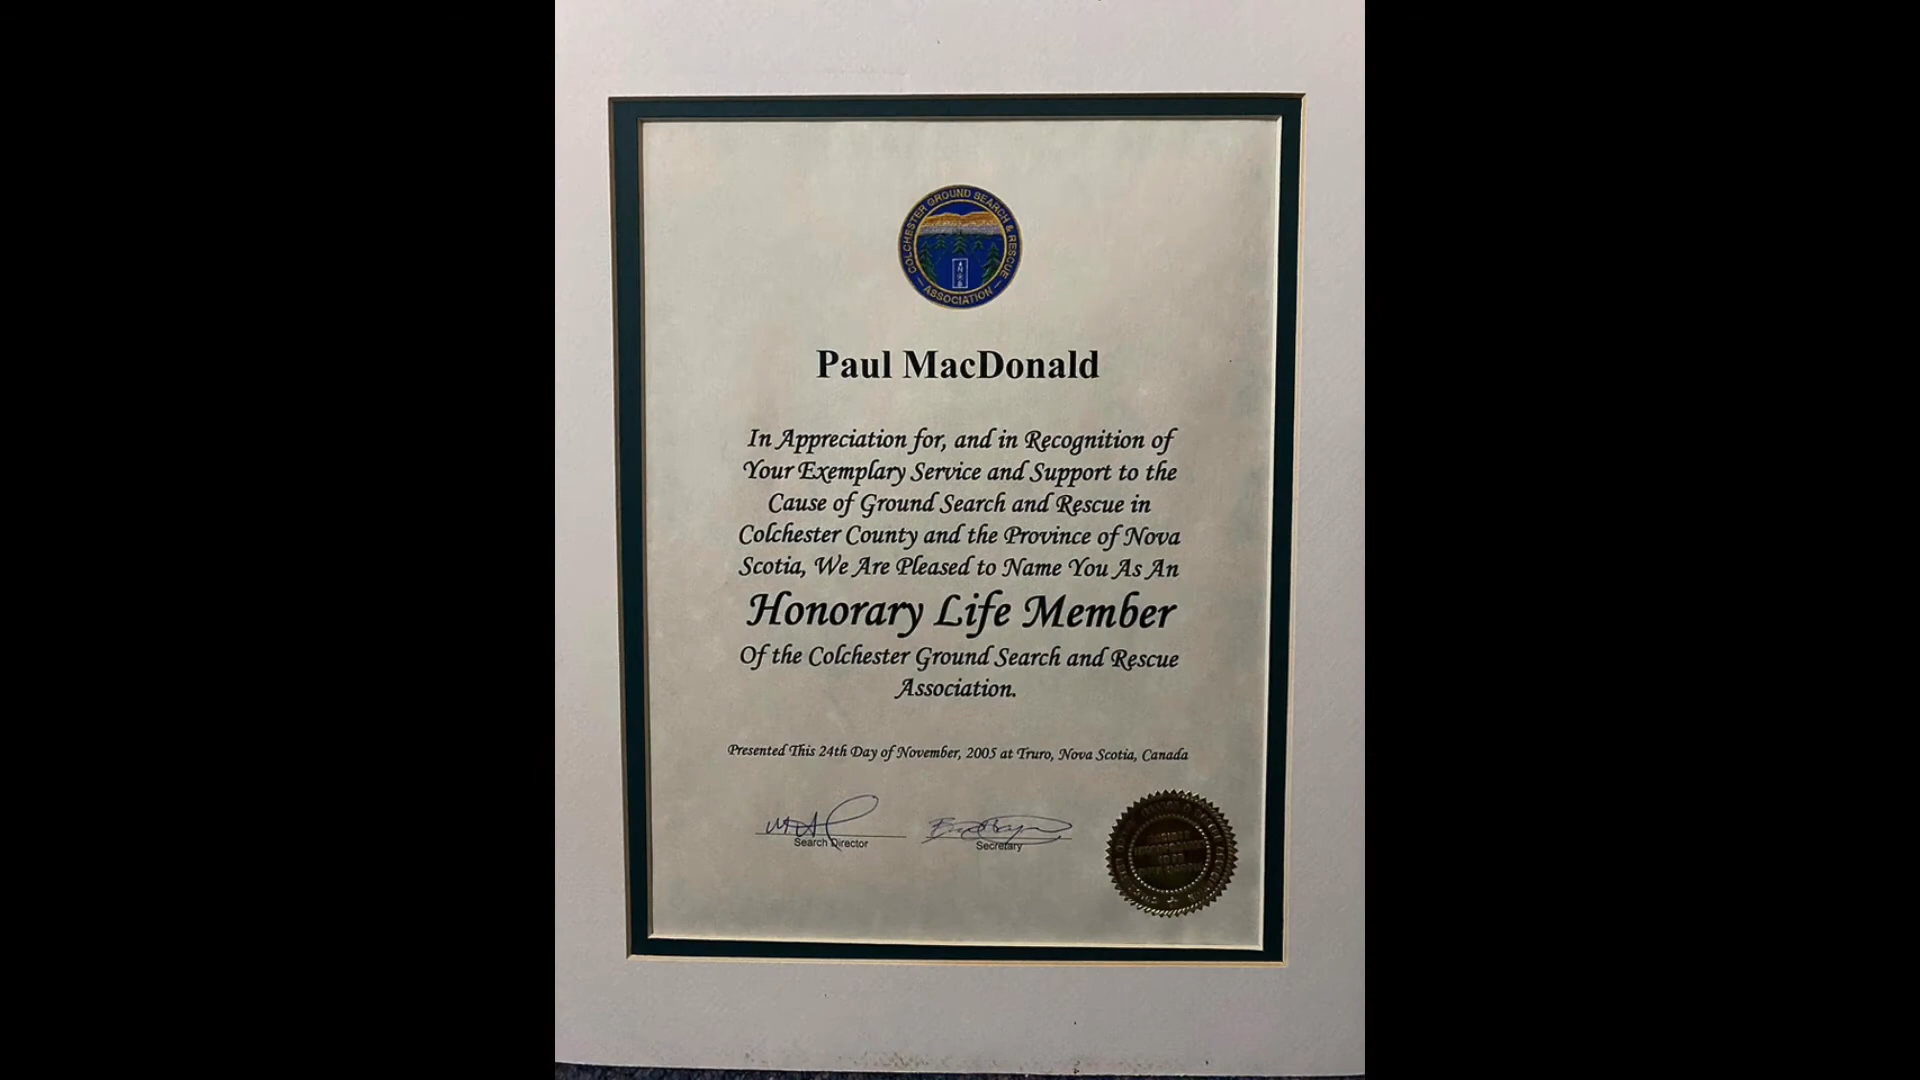 COLCHESTER GROUND SEARCH & RESCUE
ASSOCIATION
Paul MacDonald
In Appreciation for, and in Recognition of
Your Exemplary Service and Support to the
Cause of Ground Search and Rescue in
Colchester County and the Province of Nova
Scotia, We Are Pleased to Name You As An
Honorary Life Member
Of the Colchester Ground Search and Rescue
Association.
Presented This 24th Day of November, 2005 at Truro, Nova Scotia, Canada
Search Director
Secretary